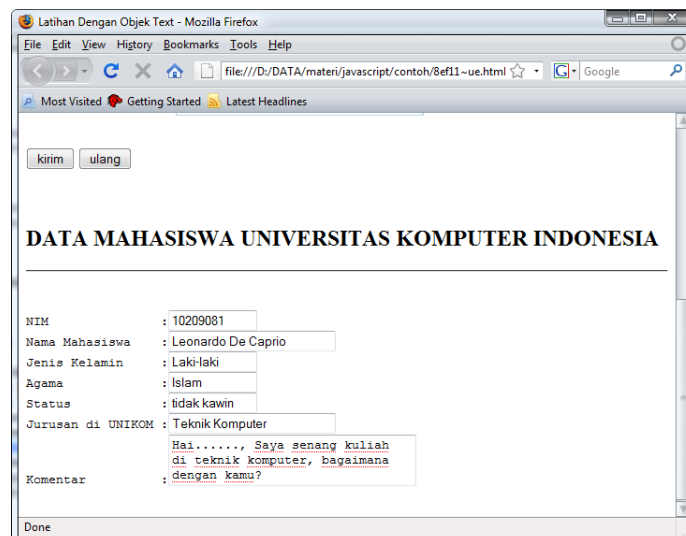 Latihan Dengan Objek Text - Mozilla Firefox
File Edit View History Bookmarks Tools Help
file:///D:/DATA/materi/javascript/contoh/8ef11~ue.html G Google
Most Visited Getting Started Latest Headlines
kirim ulang
DATA MAHASISWA UNIVERSITAS KOMPUTER INDONESIA
NIM : 10209081
Nama Mahasiswa : Leonardo De Caprio
Jenis Kelamin : Laki-laki
Agama : Islam
Status : tidak kawin
Jurusan di UNIKOM : Teknik Komputer
Hai......, Saya senang kuliah
di teknik komputer, bagaimana
Komentar : dengan kamu?
Done